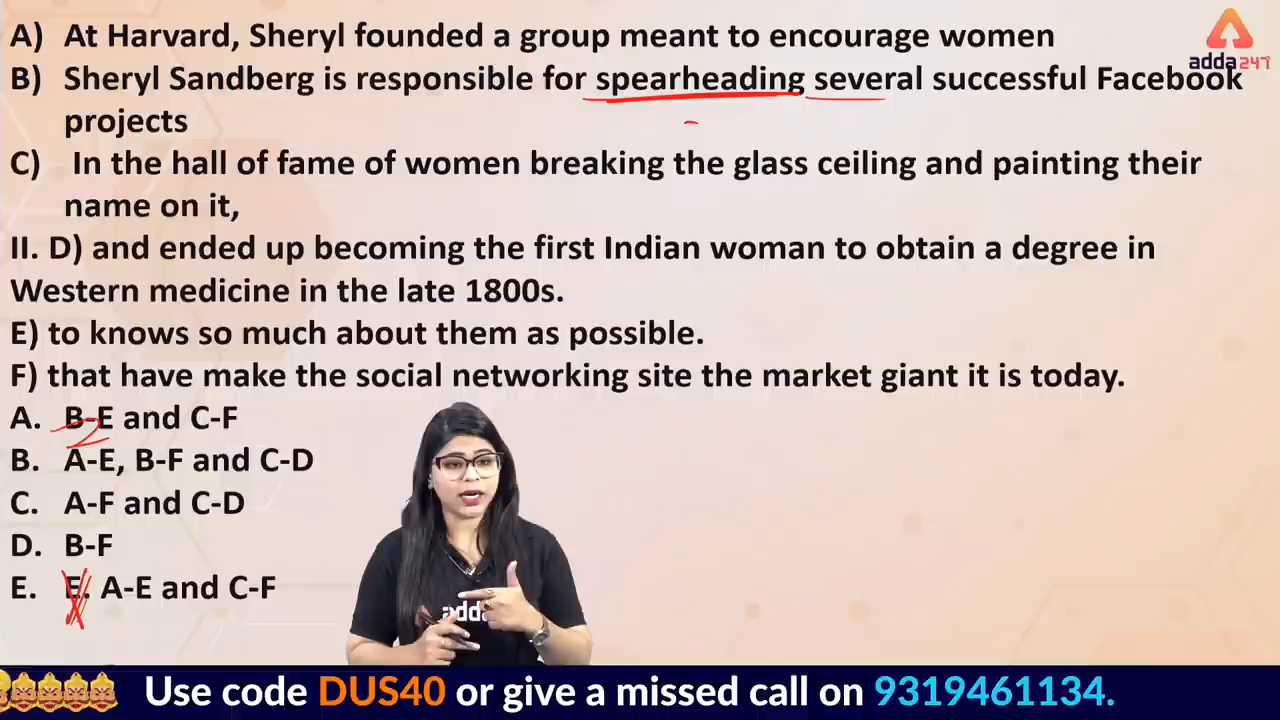 A) At Harvard, Sheryl founded a group meant to encourage women
B) Sheryl Sandberg is responsible for spearheading several successful Facebook
projects
C) In the hall of fame of women breaking the glass ceiling and painting their
name on it,
II. D) and ended up becoming the first Indian woman to obtain a degree in
Western medicine in the late 1800s.
E) to knows so much about them as possible.
F) that have make the social networking site the market giant it is today.
A. B-E and C-F
B. A-E, B-F and C-D
C. A-F and C-D
D. B-F
E. E. A-E and C-F
adda247
adda
Use code DUS40 or give a missed call on 9319461134.